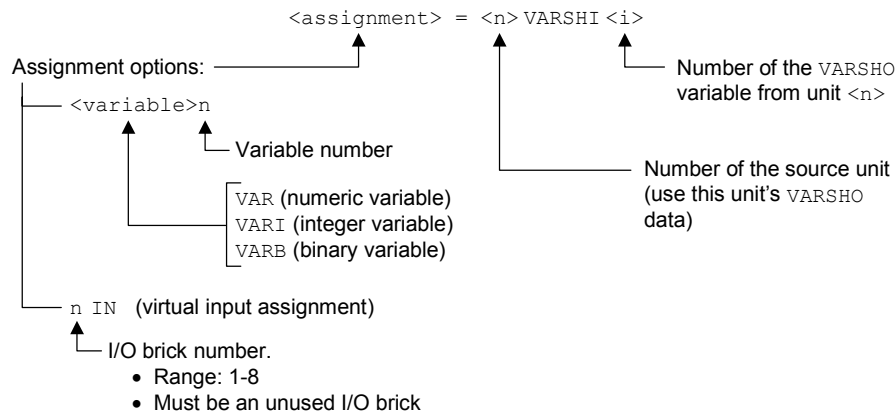 <assignment> = <n>VARSHI<i>
Assignment options:
Number of the VARSHO
variable from unit <n>
<variable>n
Variable number
Number of the source unit
(use this unit's VARSHO
data)
VAR (numeric variable)
VARI (integer variable)
VARB (binary variable)
n IN (virtual input assignment)
I/O brick number.
• Range: 1-8
• Must be an unused I/O brick